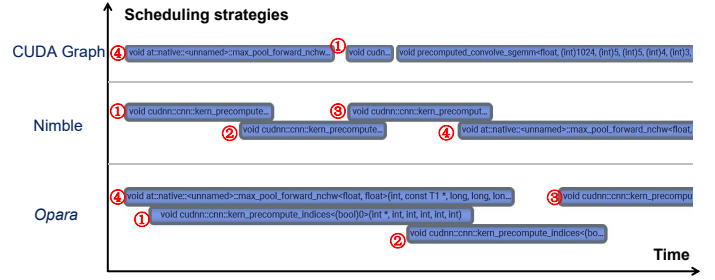 Scheduling strategies
CUDA Graph
④ void at::native::<unnamed>::max_pool_forward_nchw...
① void cudn...
void precomputed_convolve_sgemm<float, (int)1024, (int)5, (int)5, (int)4, (int)3,
Nimble
① void cudnn::cnn::kern_precompute...
③ void cudnn::cnn::kern_precomput...
② void cudnn::cnn::kern_precompute...
④ void at::native::<unnamed>::max_pool_forward_nchw<float,
Opara
④ void at::native::<unnamed>::max_pool_forward_nchw<float, float>(int, const T1 *, long, long, lon...
③ void cudnn::cnn::kern_precompu
① void cudnn::cnn::kern_precompute_indices<(bool)0>(int *, int, int, int, int, int)
② void cudnn::cnn::kern_precompute_indices<(bo...
Time